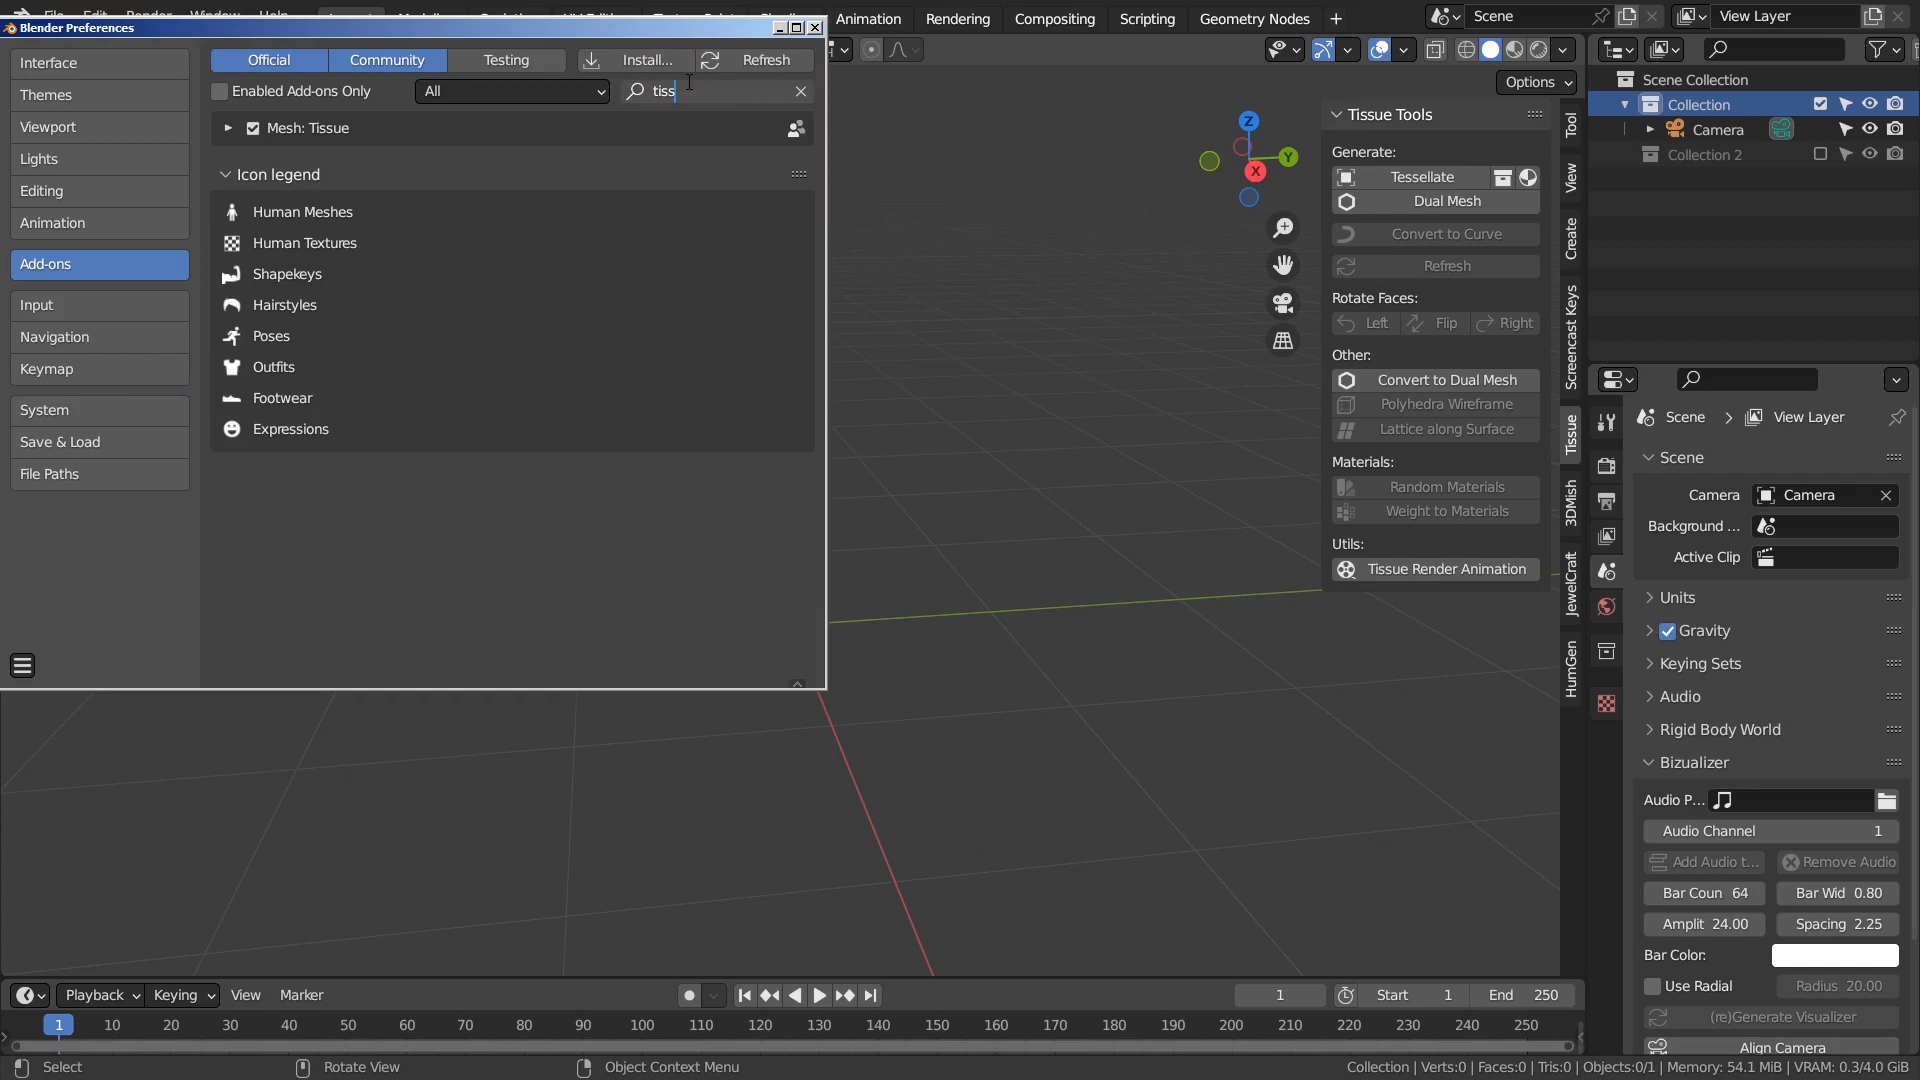 File Edit Render Window
Animation Rendering Compositing Scripting Geometry Nodes +
Scene
View Layer
Blender Preferences
Interface
Themes
Viewport
Lights
Editing
Animation
Add-ons
Input
Navigation
Keymap
System
Save & Load
File Paths
Official Community Testing Install... Refresh
Enabled Add-ons Only All tiss
Mesh: Tissue
Icon legend
Human Meshes
Human Textures
Shapekeys
Hairstyles
Poses
Outfits
Footwear
Expressions
Options
Z
Y
X
Tissue Tools
Generate:
Tessellate
Dual Mesh
Convert to Curve
Refresh
Rotate Faces:
Left Flip Right
Other:
Convert to Dual Mesh
Polyhedra Wireframe
Lattice along Surface
Materials:
Random Materials
Weight to Materials
Utils:
Tissue Render Animation
Tool
View
Create
Screencast Keys
Tissue
3DMish
JewelCraft
HumGen
Scene Collection
Collection
Camera
Collection 2
Scene View Layer
Scene
Camera Camera
Background ...
Active Clip
Units
Gravity
Keying Sets
Audio
Rigid Body World
Bizualizer
Audio P...
Audio Channel 1
Add Audio t... Remove Audio
Bar Coun 64 Bar Wid 0.80
Amplit 24.00 Spacing 2.25
Bar Color:
Use Radial Radius 20.00
(re)Generate Visualizer
Align Camera
Playback Keying View Marker 1 Start 1 End 250
1 10 20 30 40 50 60 70 80 90 100 110 120 130 140 150 160 170 180 190 200 210 220 230 240 250
Select Rotate View Object Context Menu Collection | Verts:0 | Faces:0 | Tris:0 | Objects:0/1 | Memory: 54.1 MiB | VRAM: 0.3/4.0 GiB